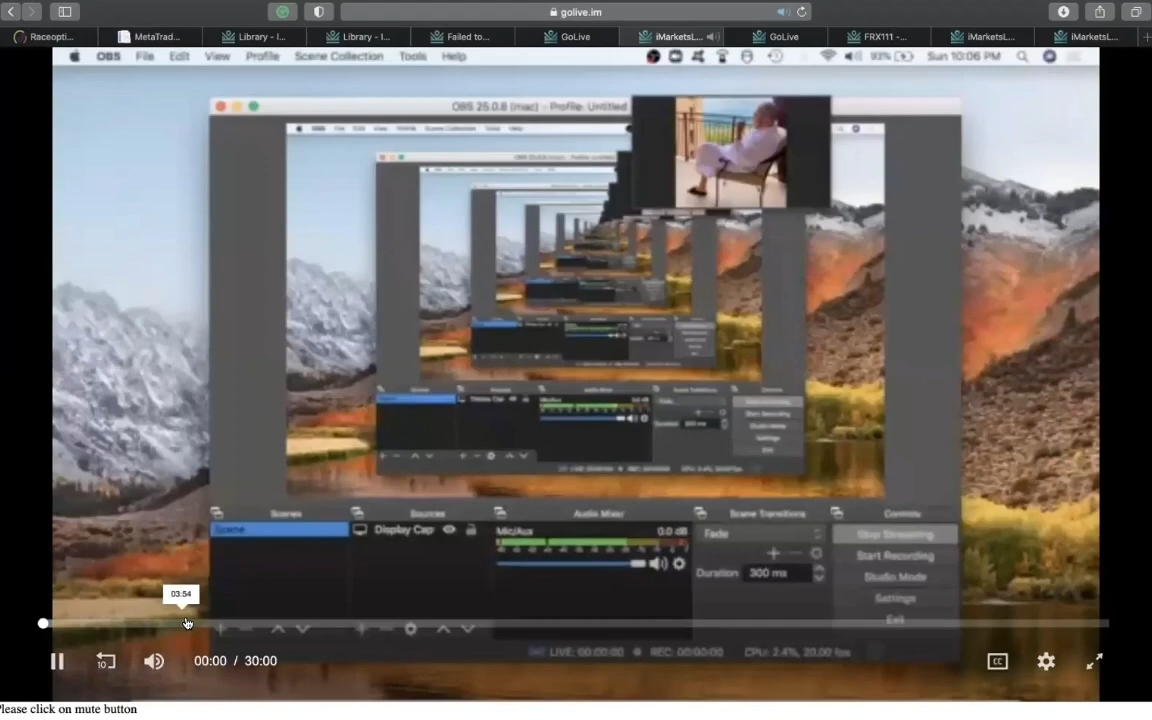 golive.im
Raceopti...
MetaTrad...
Library - I...
Library - I...
Failed to...
GoLive
iMarketsL...
GoLive
FRX111 -...
iMarketsL...
iMarketsL...
OBS File Edit View Profile Scene Collection Tools Help
93% Sun 10:06 PM
OBS 25.0.8 (mac) - Profile: Untitled
Scenes
Sources
Audio Mixer
Scene Transitions
Controls
Scene
Display Cap
Mic/Aux 0.0 dB
Fade
Duration 300 ms
Stop Streaming
Start Recording
Studio Mode
Settings
Exit
LIVE: 00:00:00 REC: 00:00:00 CPU: 2.4%, 20.00 fps
03:54
10
00:00 / 30:00
CC
Please click on mute button